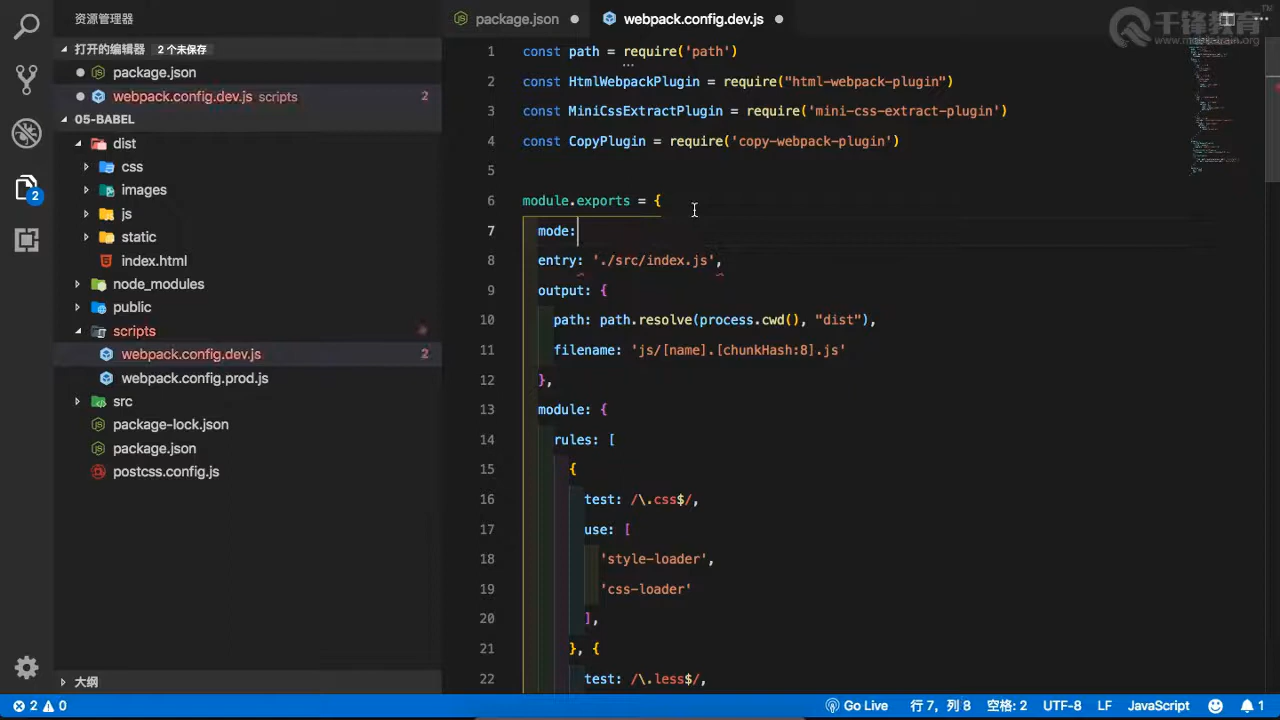 资源管理器
打开的编辑器 2 个未保存
package.json
webpack.config.dev.js scripts 2
05-BABEL
dist
css
images
js
static
index.html
node_modules
public
scripts
webpack.config.dev.js 2
webpack.config.prod.js
src
package-lock.json
package.json
postcss.config.js
大纲
2
package.json
webpack.config.dev.js
千锋教育
1 const path = require('path')
2 const HtmlWebpackPlugin = require("html-webpack-plugin")
3 const MiniCssExtractPlugin = require('mini-css-extract-plugin')
4 const CopyPlugin = require('copy-webpack-plugin')
5
6 module.exports = {
7 mode:
8 entry: './src/index.js',
9 output: {
10 path: path.resolve(process.cwd(), "dist"),
11 filename: 'js/[name].[chunkHash:8].js'
12 },
13 module: {
14 rules: [
15 {
16 test: /\.css$/,
17 use: [
18 'style-loader',
19 'css-loader'
20 ],
21 }, {
22 test: /\.less$/,
2 0
Go Live 行 7，列 8 空格: 2 UTF-8 LF JavaScript 1